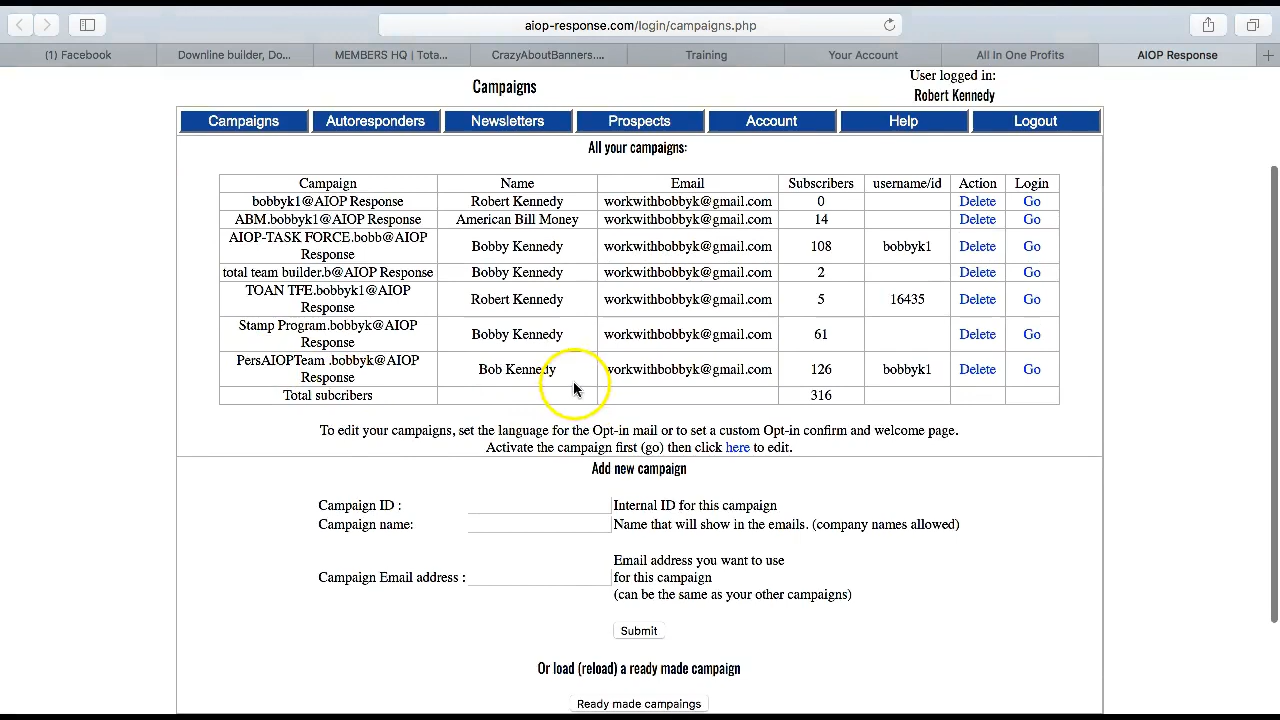 aiop-response.com/login/campaigns.php
(1) Facebook
Downline builder, Do...
MEMBERS HQ | Tota...
CrazyAboutBanners....
Training
Your Account
All In One Profits
AIOP Response
Campaigns
User logged in:
Robert Kennedy
Campaigns Autoresponders Newsletters Prospects Account Help Logout
All your campaigns:
Campaign Name Email Subscribers username/id Action Login
bobbyk1@AIOP Response Robert Kennedy workwithbobbyk@gmail.com 0 Delete Go
ABM.bobbyk1@AIOP Response American Bill Money workwithbobbyk@gmail.com 14 Delete Go
AIOP-TASK FORCE.bobb@AIOP
Response Bobby Kennedy workwithbobbyk@gmail.com 108 bobbyk1 Delete Go
total team builder.b@AIOP Response Bobby Kennedy workwithbobbyk@gmail.com 2 Delete Go
TOAN TFE.bobbyk1@AIOP
Response Robert Kennedy workwithbobbyk@gmail.com 5 16435 Delete Go
Stamp Program.bobbyk@AIOP
Response Bobby Kennedy workwithbobbyk@gmail.com 61 Delete Go
PersAIOPTeam .bobbyk@AIOP
Response Bob Kennedy workwithbobbyk@gmail.com 126 bobbyk1 Delete Go
Total subcribers 316
To edit your campaigns, set the language for the Opt-in mail or to set a custom Opt-in confirm and welcome page.
Activate the campaign first (go) then click here to edit.
Add new campaign
Campaign ID : Internal ID for this campaign
Campaign name: Name that will show in the emails. (company names allowed)
Campaign Email address : Email address you want to use
for this campaign
(can be the same as your other campaigns)
Submit
Or load (reload) a ready made campaign
Ready made campaings